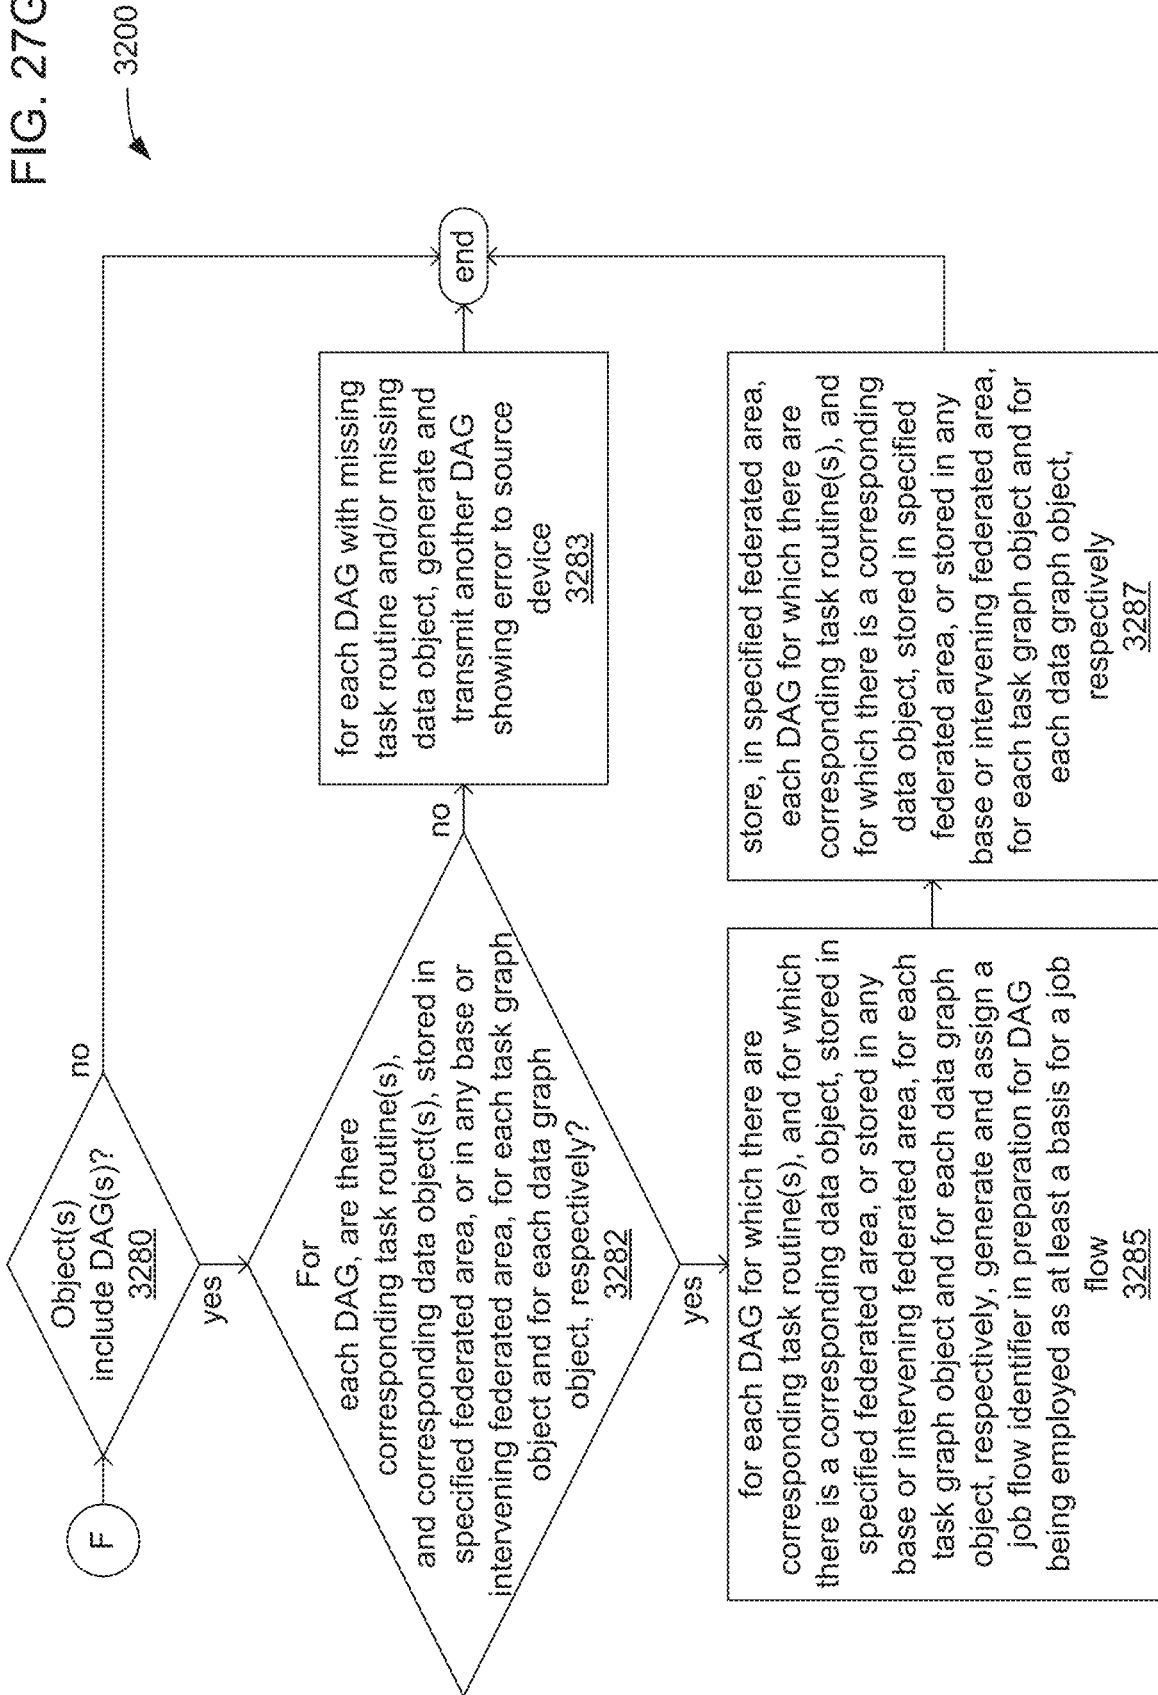 FIG. 27G
3200
F
Object(s)
include DAG(s)?
3280
no
yes
For
each DAG, are there
corresponding task routine(s),
and corresponding data object(s), stored in
specified federated area, or in any base or
intervening federated area, for each task graph
object and for each data graph
object, respectively?
3282
no
yes
for each DAG with missing
task routine and/or missing
data object, generate and
transmit another DAG
showing error to source
device
3283
end
for each DAG for which there are
corresponding task routine(s), and for which
there is a corresponding data object, stored in
specified federated area, or stored in any
base or intervening federated area, for each
task graph object and for each data graph
object, respectively, generate and assign a
job flow identifier in preparation for DAG
being employed as at least a basis for a job
flow
3285
store, in specified federated area,
each DAG for which there are
corresponding task routine(s), and
for which there is a corresponding
data object, stored in specified
federated area, or stored in any
base or intervening federated area,
for each task graph object and for
each data graph object,
respectively
3287